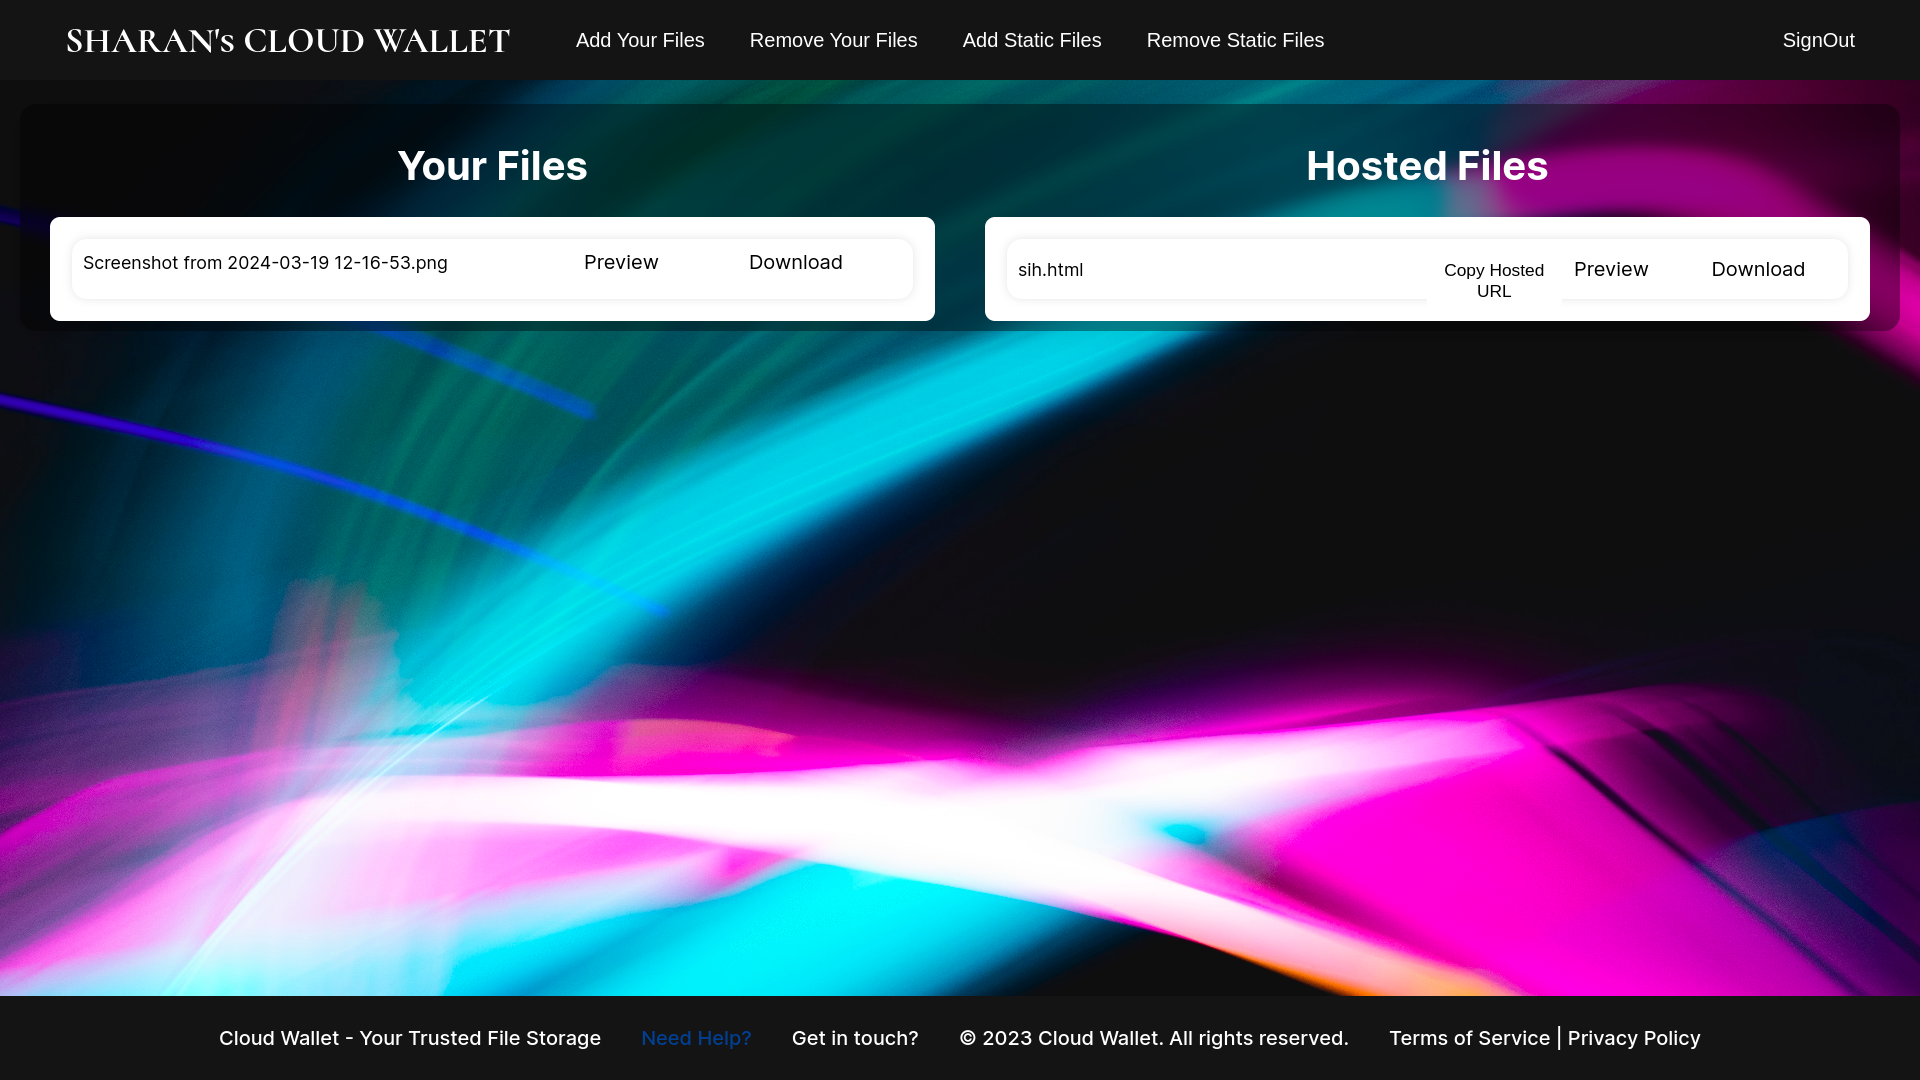 SHARAN's CLOUD WALLET
Add Your Files
Remove Your Files
Add Static Files
Remove Static Files
SignOut
Your Files
Screenshot from 2024-03-19 12-16-53.png
Preview
Download
Hosted Files
sih.html
Copy Hosted
URL
Preview
Download
Cloud Wallet - Your Trusted File Storage
Need Help?
Get in touch?
© 2023 Cloud Wallet. All rights reserved.
Terms of Service | Privacy Policy